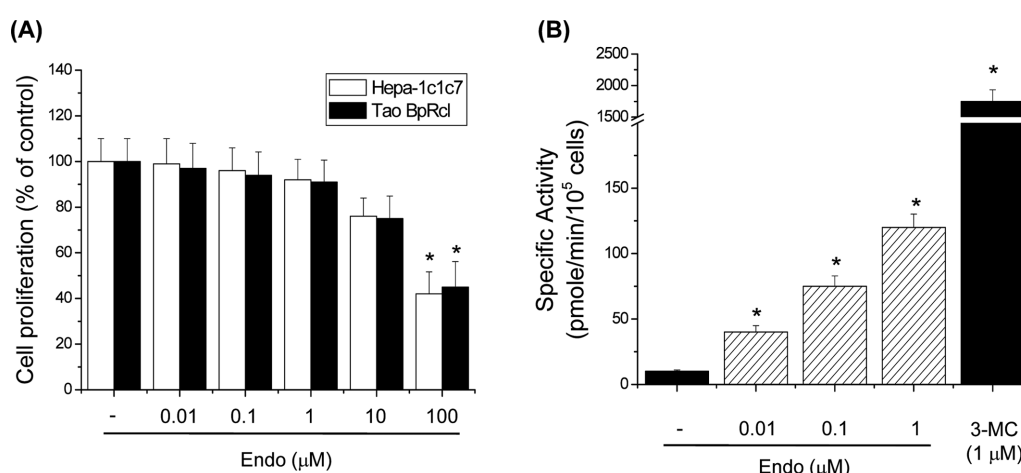 (A)
140
120
100
80
60
40
20
0
Cell proliferation (% of control)
Hepa-1c1c7
Tao BpRcl
* *
- 0.01 0.1 1 10 100
Endo (μM)
(B)
2500
2000
1750
1500
150
100
50
0
Specific Activity
(pmole/min/10⁵ cells)
* * * *
- 0.01 0.1 1 3-MC
(1 μM)
Endo (μM)